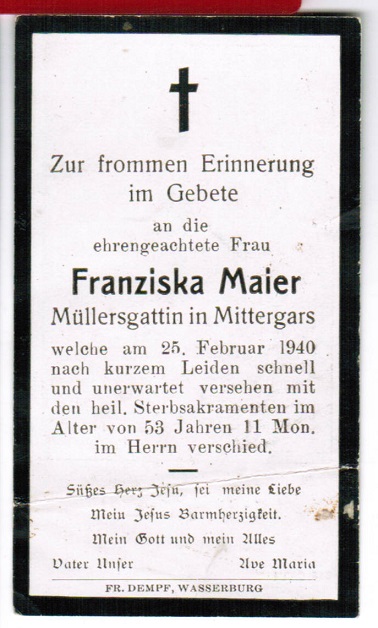 Zur frommen Erinnerung
im Gebete
an die
ehrengeachtete Frau
Franziska Maier
Müllersgattin in Mittergars
welche am 25. Februar 1940
nach kurzem Leiden schnell
und unerwartet versehen mit
den heil. Sterbsakramenten im
Alter von 53 Jahren 11 Mon.
im Herrn verschied.
Süßes Herz Jesu, sei meine Liebe
Mein Jesus Barmherzigkeit.
Mein Gott und mein Alles
Vater Unser Ave Maria
FR. DEMPF, WASSERBURG